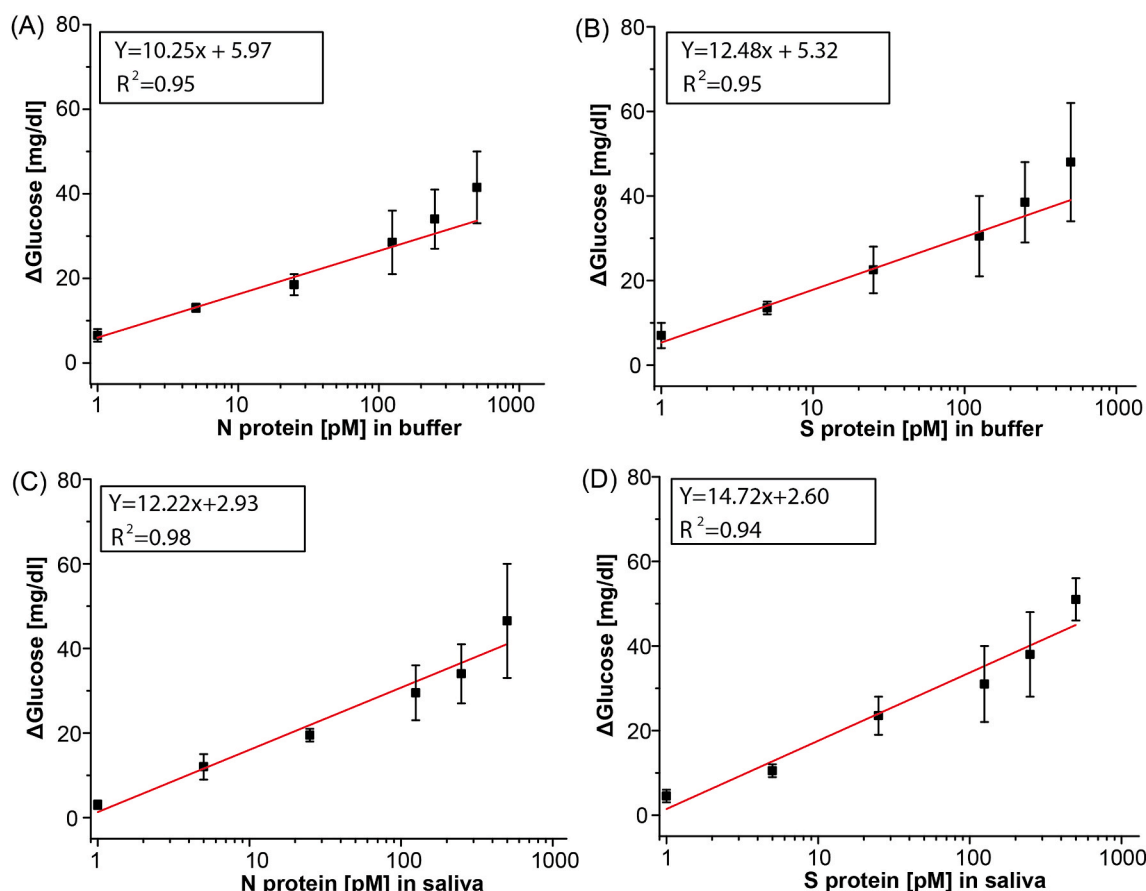 (A)
80
60
40
20
0
ΔGlucose [mg/dl]
Y=10.25x + 5.97
R²=0.95
1 10 100 1000
N protein [pM] in buffer
(B)
80
60
40
20
0
ΔGlucose [mg/dl]
Y=12.48x + 5.32
R²=0.95
1 10 100 1000
S protein [pM] in buffer
(C)
80
60
40
20
0
ΔGlucose [mg/dl]
Y=12.22x+2.93
R²=0.98
1 10 100 1000
N protein [pM] in saliva
(D)
80
60
40
20
0
ΔGlucose [mg/dl]
Y=14.72x+2.60
R²=0.94
1 10 100 1000
S protein [pM] in saliva